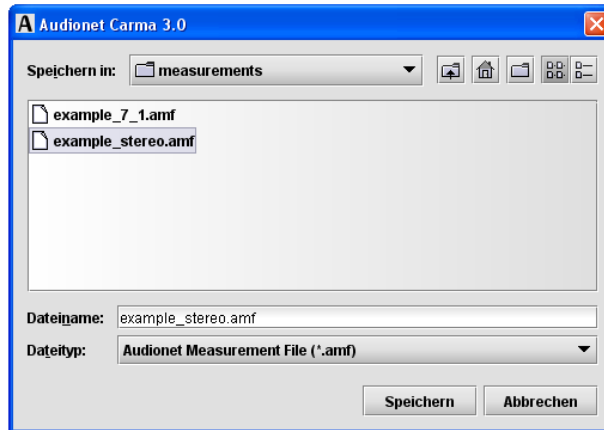 A Audionet Carma 3.0
Speichern in: measurements
example_7_1.amf
example_stereo.amf
Dateiname: example_stereo.amf
Dateityp: Audionet Measurement File (*.amf)
Speichern Abbrechen